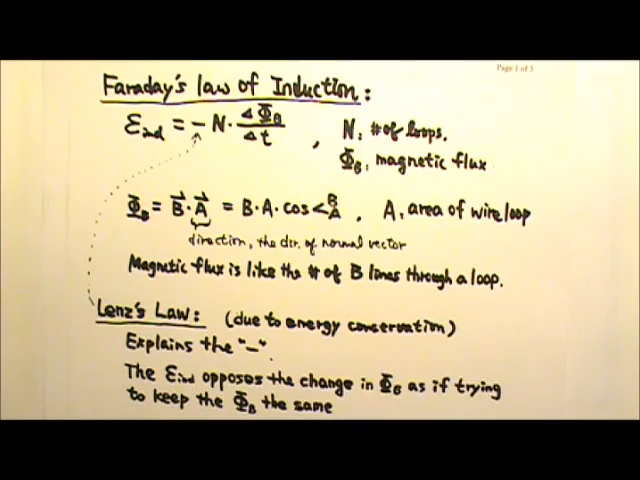 Page 1 of 3
Faraday's law of Induction:
Ɛind = - N · ΔΦB/Δt , N: # of loops.
ΦB: magnetic flux
ΦB = B⃗ · A⃗ = B · A · cos∠BA , A: area of wire loop
direction, the dir. of normal vector
Magnetic flux is like the # of B lines through a loop.
Lenz's Law: (due to energy conservation)
Explains the "-".
The Ɛind opposes the change in ΦB as if trying
to keep the ΦB the same